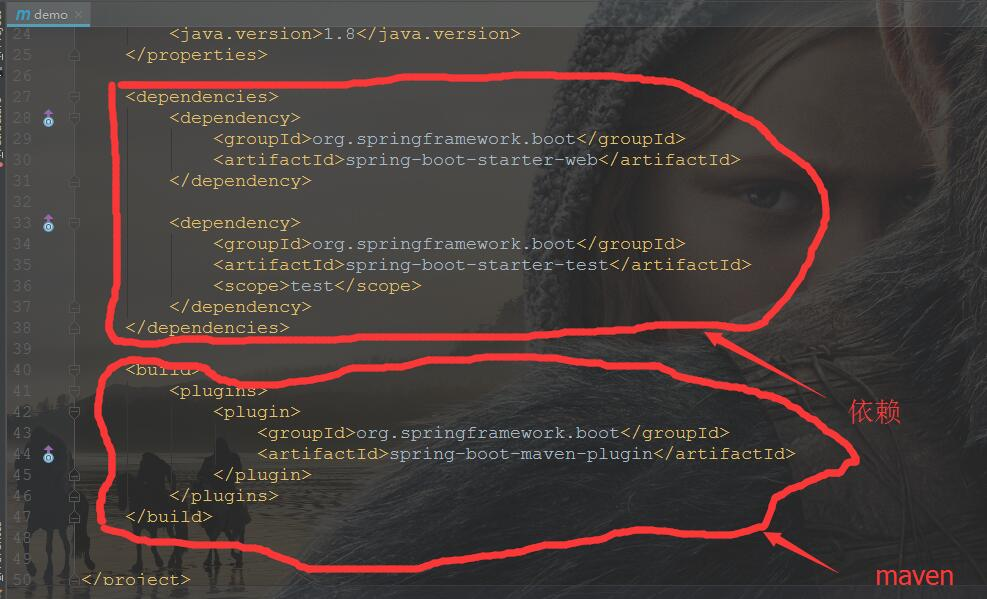 m demo ×
24 <java.version>1.8</java.version>
25 </properties>
26
27 <dependencies>
28 <dependency>
29 <groupId>org.springframework.boot</groupId>
30 <artifactId>spring-boot-starter-web</artifactId>
31 </dependency>
32
33 <dependency>
34 <groupId>org.springframework.boot</groupId>
35 <artifactId>spring-boot-starter-test</artifactId>
36 <scope>test</scope>
37 </dependency>
38 </dependencies>
39
40 <build>
41 <plugins>
42 <plugin>
43 <groupId>org.springframework.boot</groupId>
44 <artifactId>spring-boot-maven-plugin</artifactId>
45 </plugin>
46 </plugins>
47 </build>
48
49
50 </project>
依赖
maven